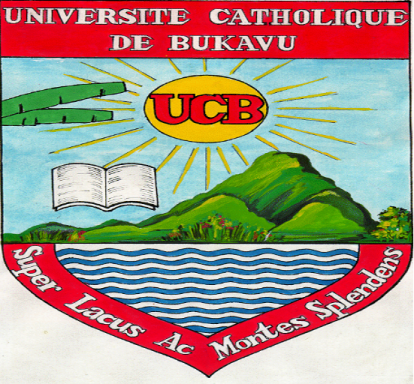 UNIVERSITE CATHOLIQUE
DE BUKAVU
UCB
Super Lacus Ac Montes Splendens